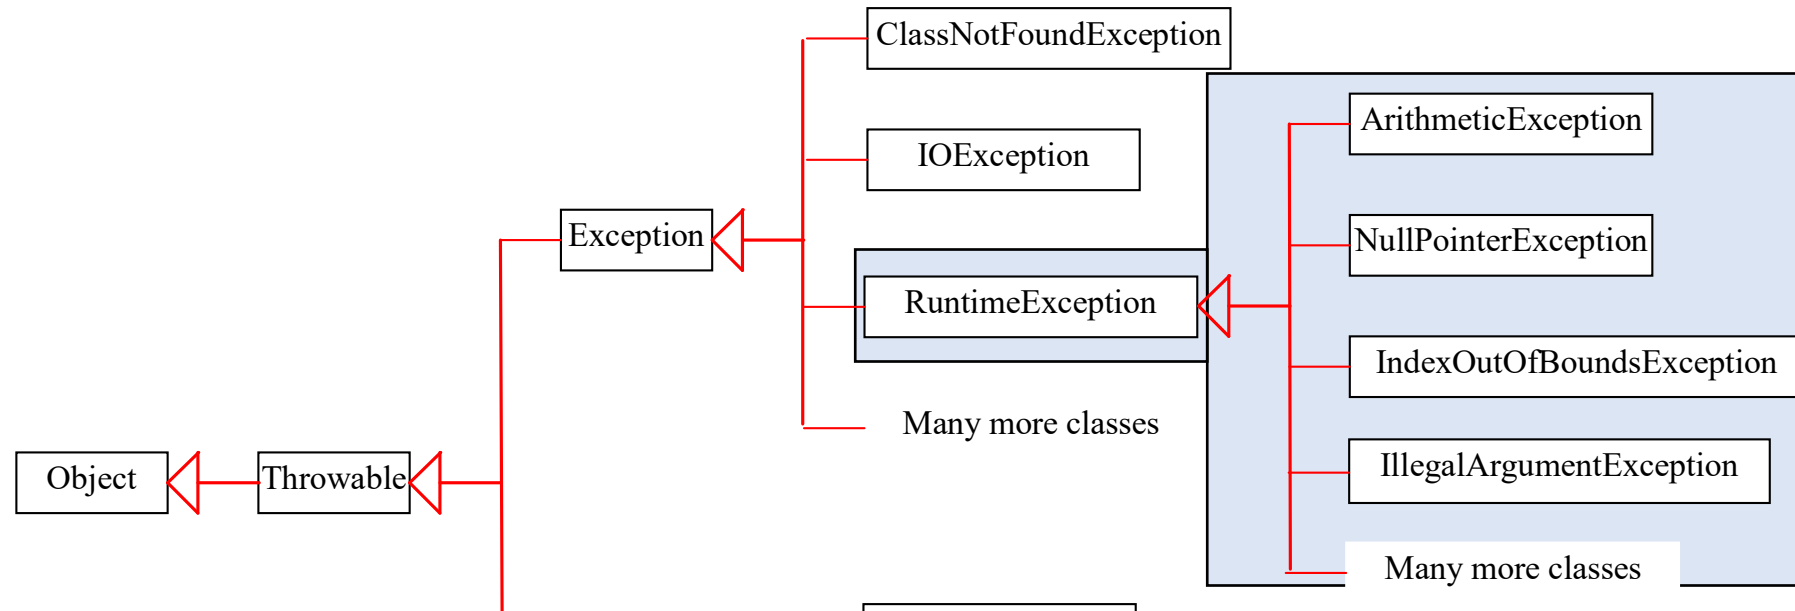 ClassNotFoundException
ArithmeticException
IOException
NullPointerException
Exception
RuntimeException
IndexOutOfBoundsException
Many more classes
IllegalArgumentException
Object
Throwable
Many more classes